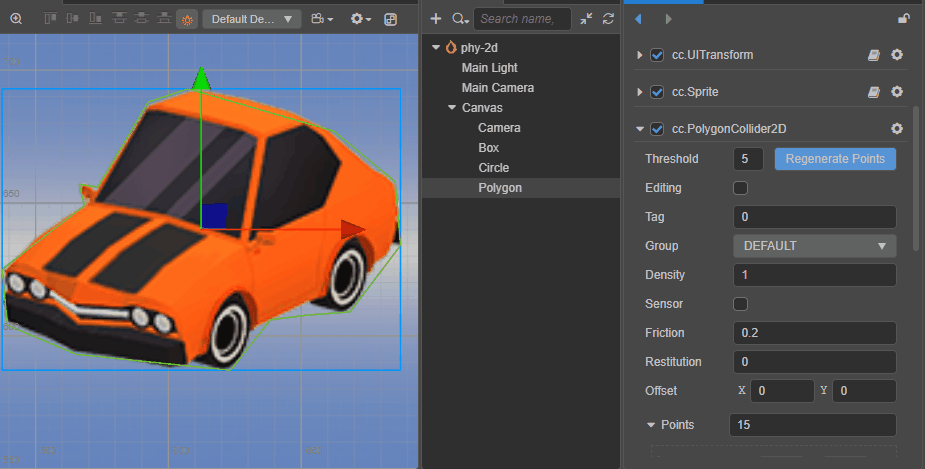 Default De...
Search name,
phy-2d
Main Light
Main Camera
Canvas
Camera
Box
Circle
Polygon
cc.UITransform
cc.Sprite
cc.PolygonCollider2D
Threshold 5 Regenerate Points
Editing
Tag 0
Group DEFAULT
Density 1
Sensor
Friction 0.2
Restitution 0
Offset X 0 Y 0
Points 15